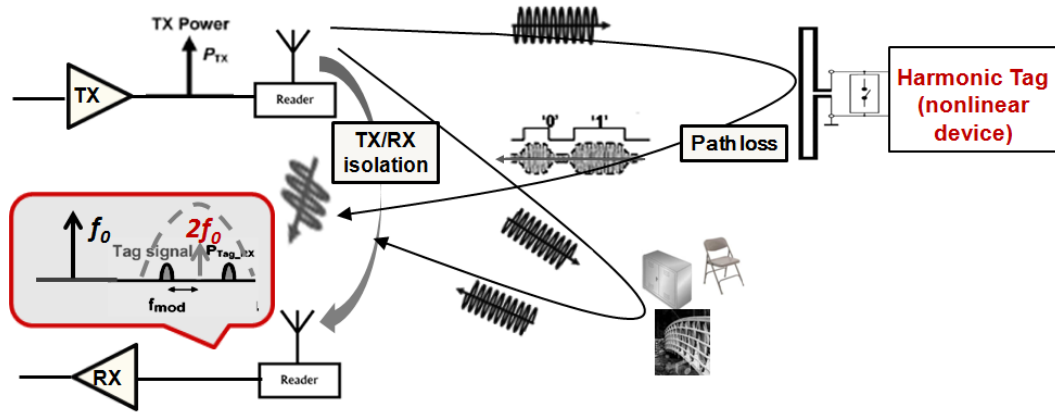 TX Power
P_TX
TX
Reader
TX/RX
isolation
'0'
'1'
Path loss
Harmonic Tag
(nonlinear
device)
f0
2f0
Tag signal
PTag_RX
fmod
RX
Reader